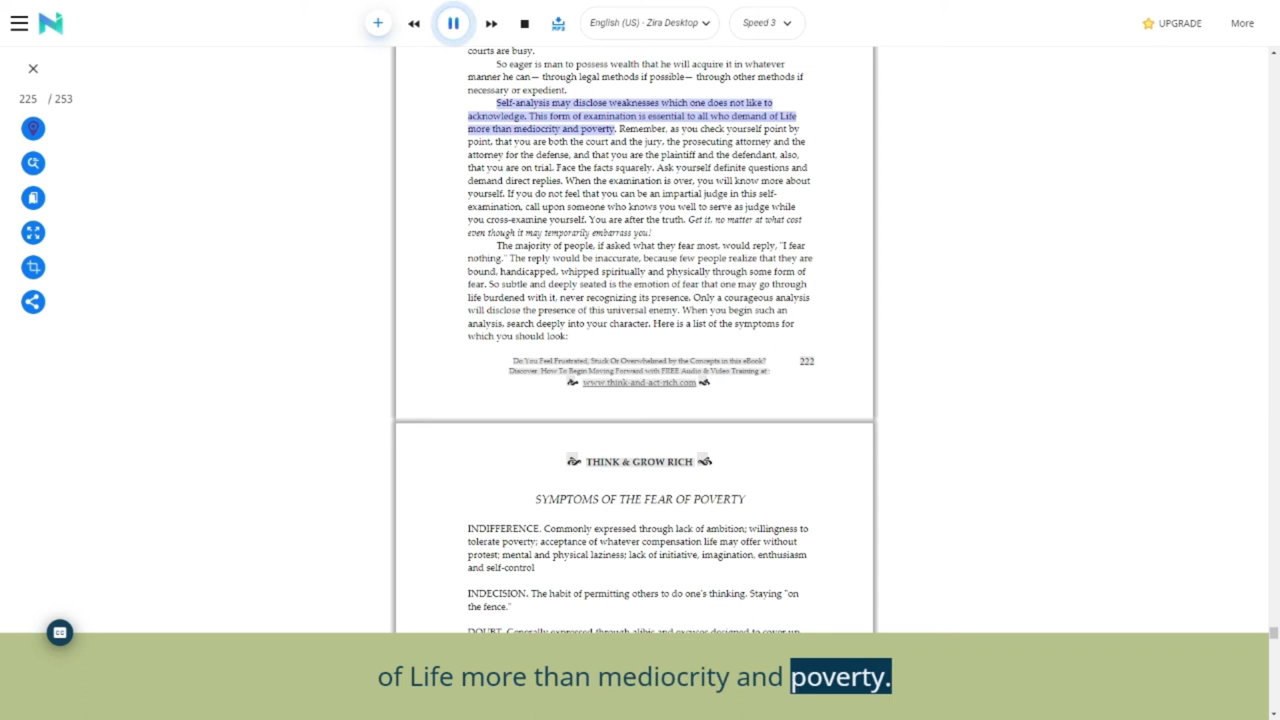 English (US) - Zira Desktop
Speed 3
UPGRADE
More
MP3
225 / 253
courts are busy.
So eager is man to possess wealth that he will acquire it in whatever
manner he can— through legal methods if possible— through other methods if
necessary or expedient.
Self-analysis may disclose weaknesses which one does not like to
acknowledge. This form of examination is essential to all who demand of Life
more than mediocrity and poverty. Remember, as you check yourself point by
point, that you are both the court and the jury, the prosecuting attorney and the
attorney for the defense, and that you are the plaintiff and the defendant, also,
that you are on trial. Face the facts squarely. Ask yourself definite questions and
demand direct replies. When the examination is over, you will know more about
yourself. If you do not feel that you can be an impartial judge in this self-
examination, call upon someone who knows you well to serve as judge while
you cross-examine yourself. You are after the truth. Get it, no matter at what cost
even though it may temporarily embarrass you!
The majority of people, if asked what they fear most, would reply, "I fear
nothing." The reply would be inaccurate, because few people realize that they are
bound, handicapped, whipped spiritually and physically through some form of
fear. So subtle and deeply seated is the emotion of fear that one may go through
life burdened with it, never recognizing its presence. Only a courageous analysis
will disclose the presence of this universal enemy. When you begin such an
analysis, search deeply into your character. Here is a list of the symptoms for
which you should look:
Do You Feel Frustrated, Stuck Or Overwhelmed by the Concepts in this eBook? 222
Discover How To Begin Moving Forward with FREE Audio & Video Training at:
www.think-and-act-rich.com
THINK & GROW RICH
SYMPTOMS OF THE FEAR OF POVERTY
INDIFFERENCE. Commonly expressed through lack of ambition; willingness to
tolerate poverty; acceptance of whatever compensation life may offer without
protest; mental and physical laziness; lack of initiative, imagination, enthusiasm
and self-control
INDECISION. The habit of permitting others to do one's thinking. Staying "on
the fence."
DOUBT. Generally expressed through alibis and excuses designed to cover up,
CC
of Life more than mediocrity and poverty.